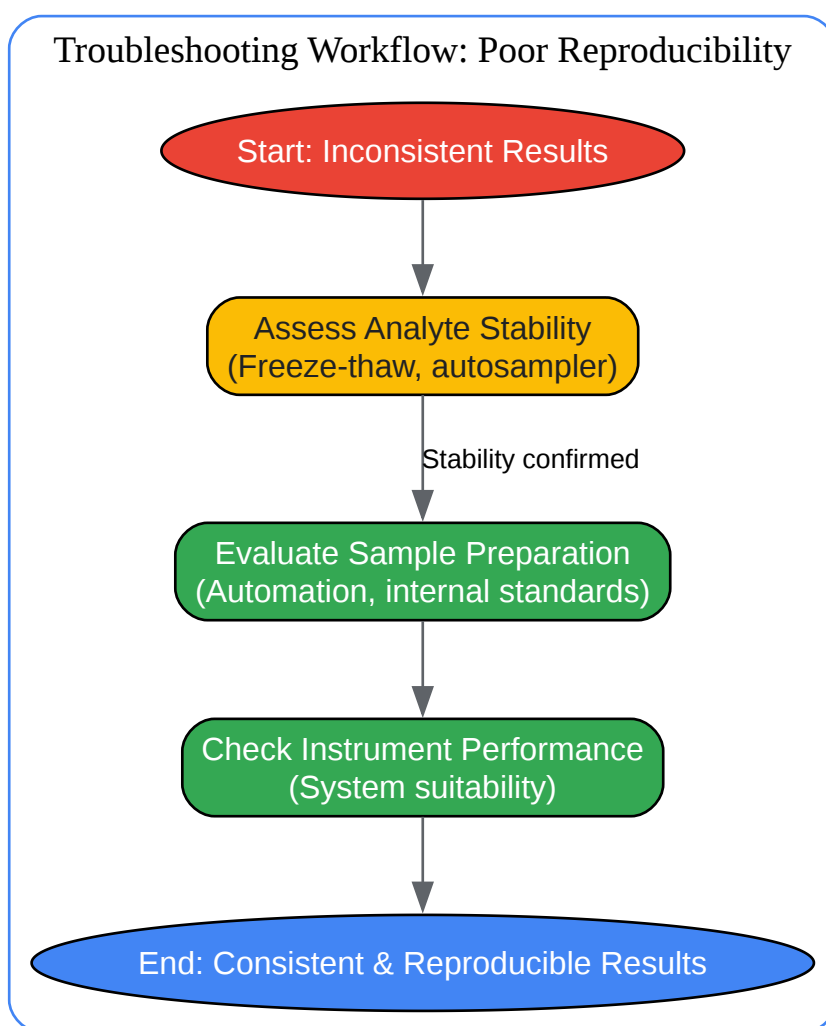 Troubleshooting Workflow: Poor Reproducibility
Start: Inconsistent Results
Assess Analyte Stability
(Freeze-thaw, autosampler)
Stability confirmed
Evaluate Sample Preparation
(Automation, internal standards)
Check Instrument Performance
(System suitability)
End: Consistent & Reproducible Results